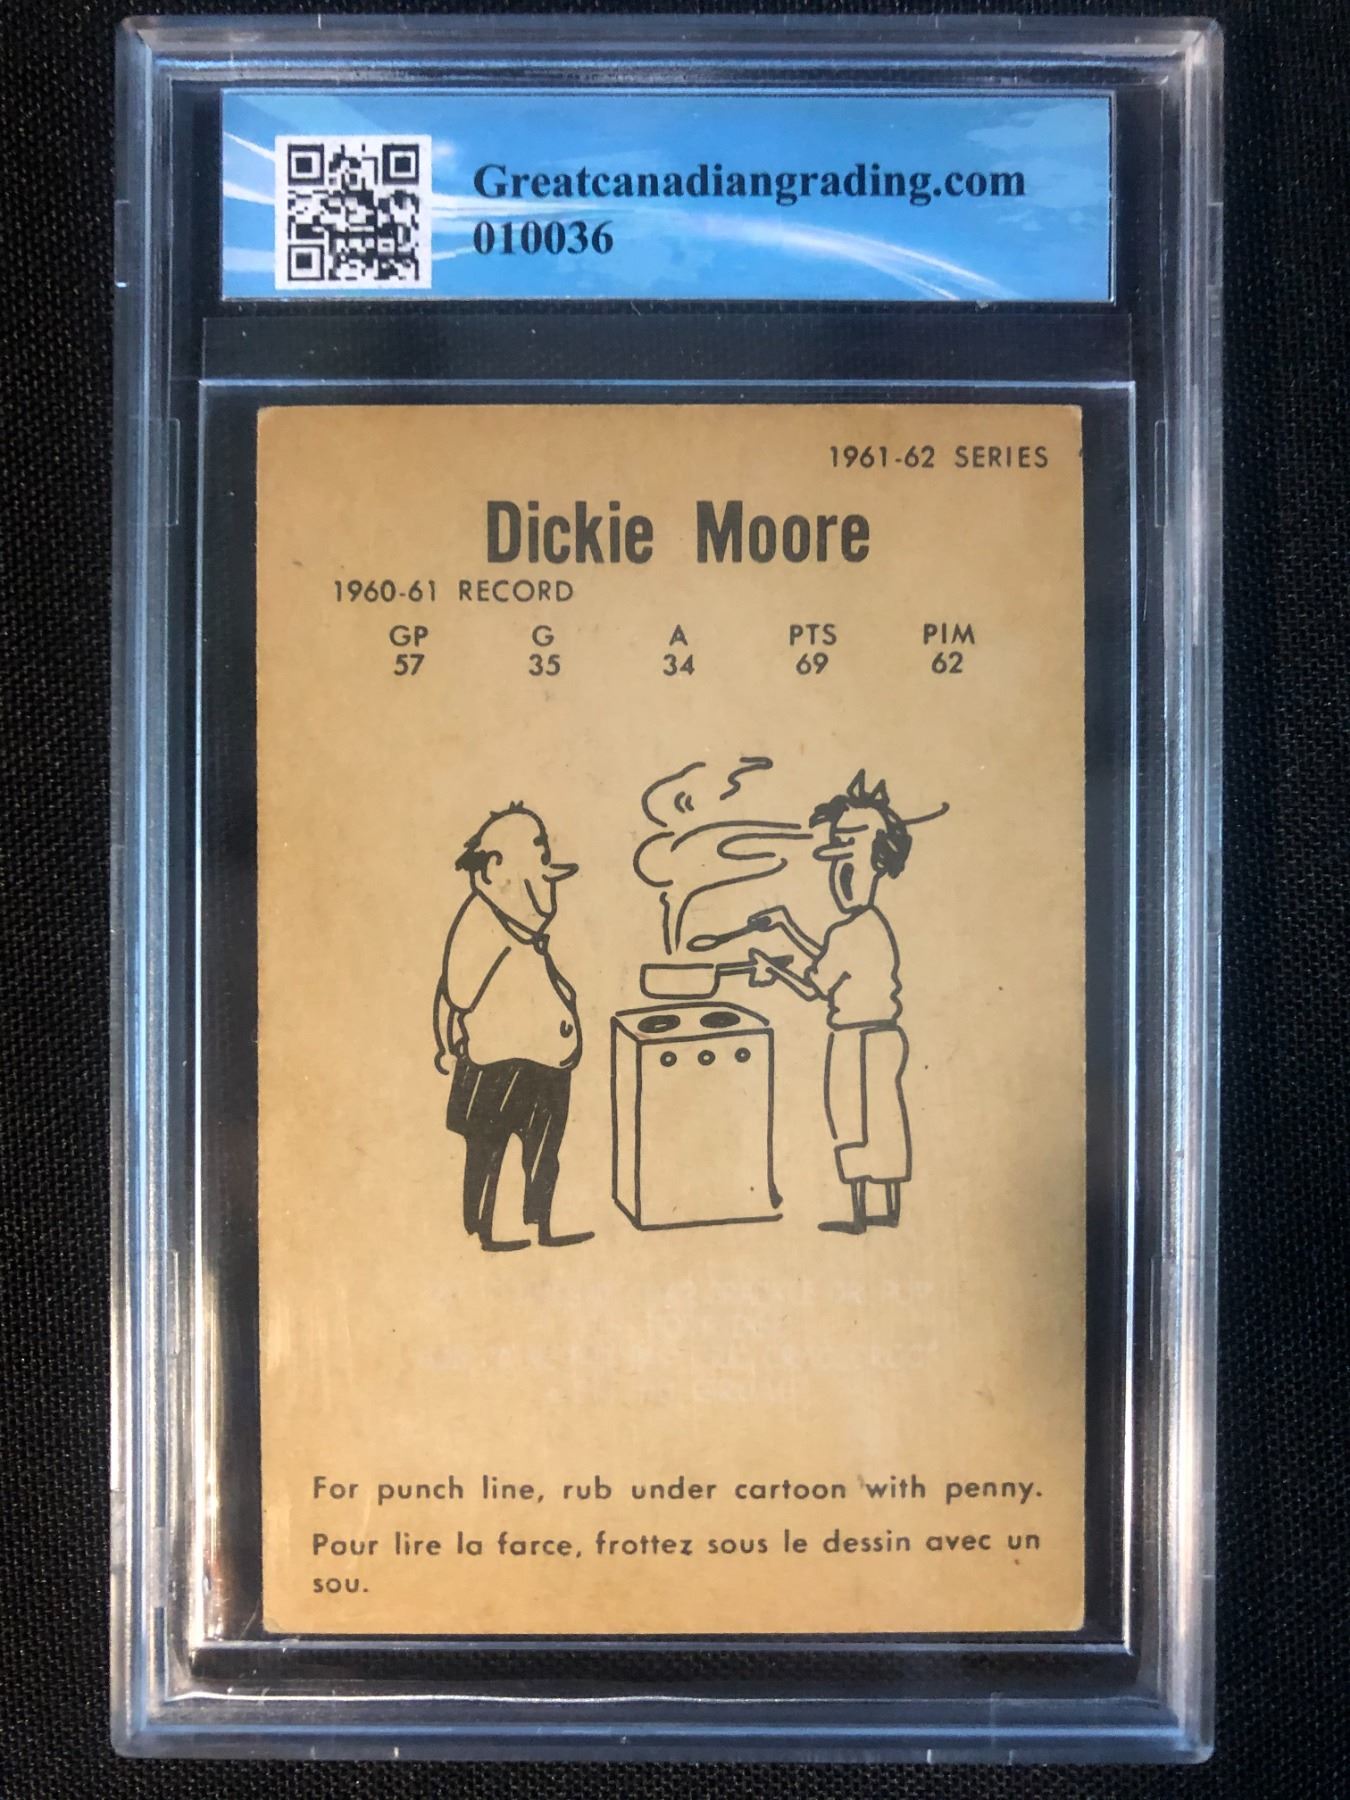 Greatcanadiangrading.com
010036
1961-62 SERIES
Dickie Moore
1960-61 RECORD
GP G A PTS PIM
57 35 34 69 62
For punch line, rub under cartoon with penny.
Pour lire la farce, frottez sous le dessin avec un
sou.